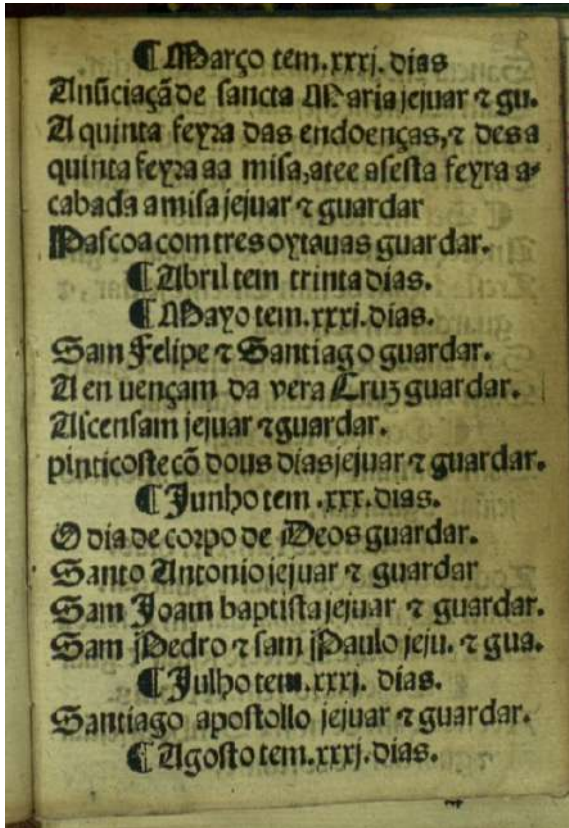 ¶ Março tem.xxxj. dias
Anũciaçã de sancta Maria jejuar ⁊ gu.
A quinta feyra das endoenças,⁊ des a
quinta feyra aa misa,atee a sesta feyra a⸗
cabada a misa jejuar ⁊ guardar
Pascoa com tres oytauas guardar.
¶ Abril tem trinta dias.
¶ Mayo tem.xxxi.dias.
Sam Felipe ⁊ Santiago guardar.
A en uençam da vera Cruz guardar.
Ascensam jejuar ⁊ guardar.
pinticoste cõ dous dias jejuar ⁊ guardar.
¶ Junho tem .xxx.dias.
O dia de corpo de Deos guardar.
Santo Antonio jejuar ⁊ guardar
Sam Joam baptista jejuar ⁊ guardar.
Sam Pedro ⁊ sam Paulo jeju. ⁊ gua.
¶ Julho tem.xxxj. dias.
Santiago apostollo jejuar ⁊ guardar.
¶ Agosto tem.xxxj.dias.